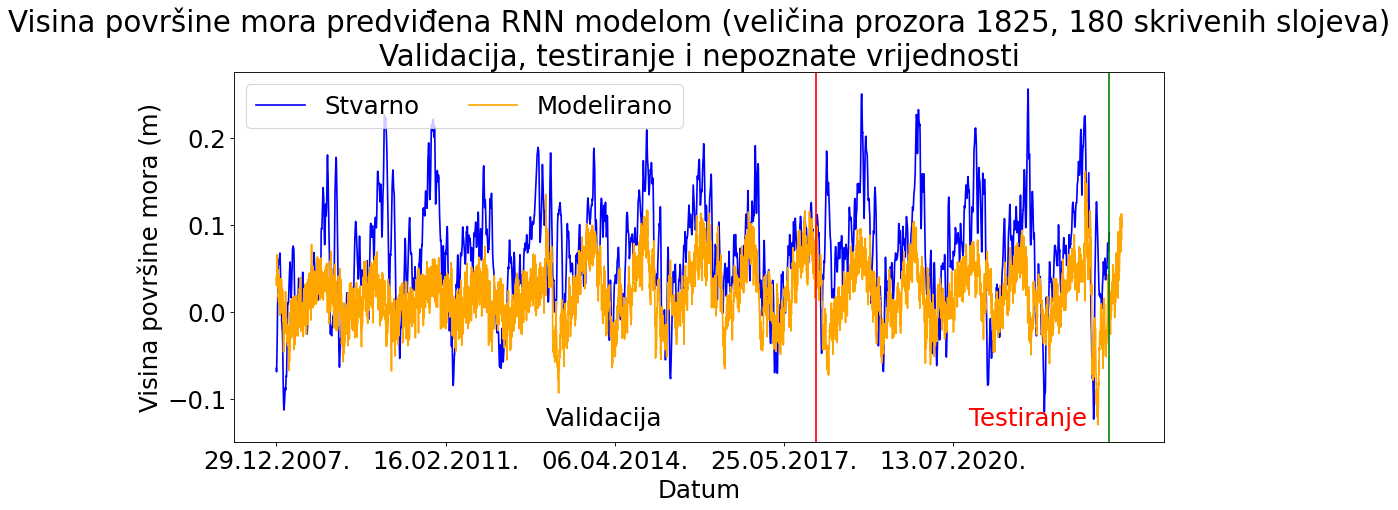 Visina površine mora predviđena RNN modelom (veličina prozora 1825, 180 skrivenih slojeva)
Validacija, testiranje i nepoznate vrijednosti
Stvarno
Modelirano
Visina površine mora (m)
0.2
0.1
0.0
−0.1
Validacija
Testiranje
29.12.2007.
16.02.2011.
06.04.2014.
25.05.2017.
13.07.2020.
Datum